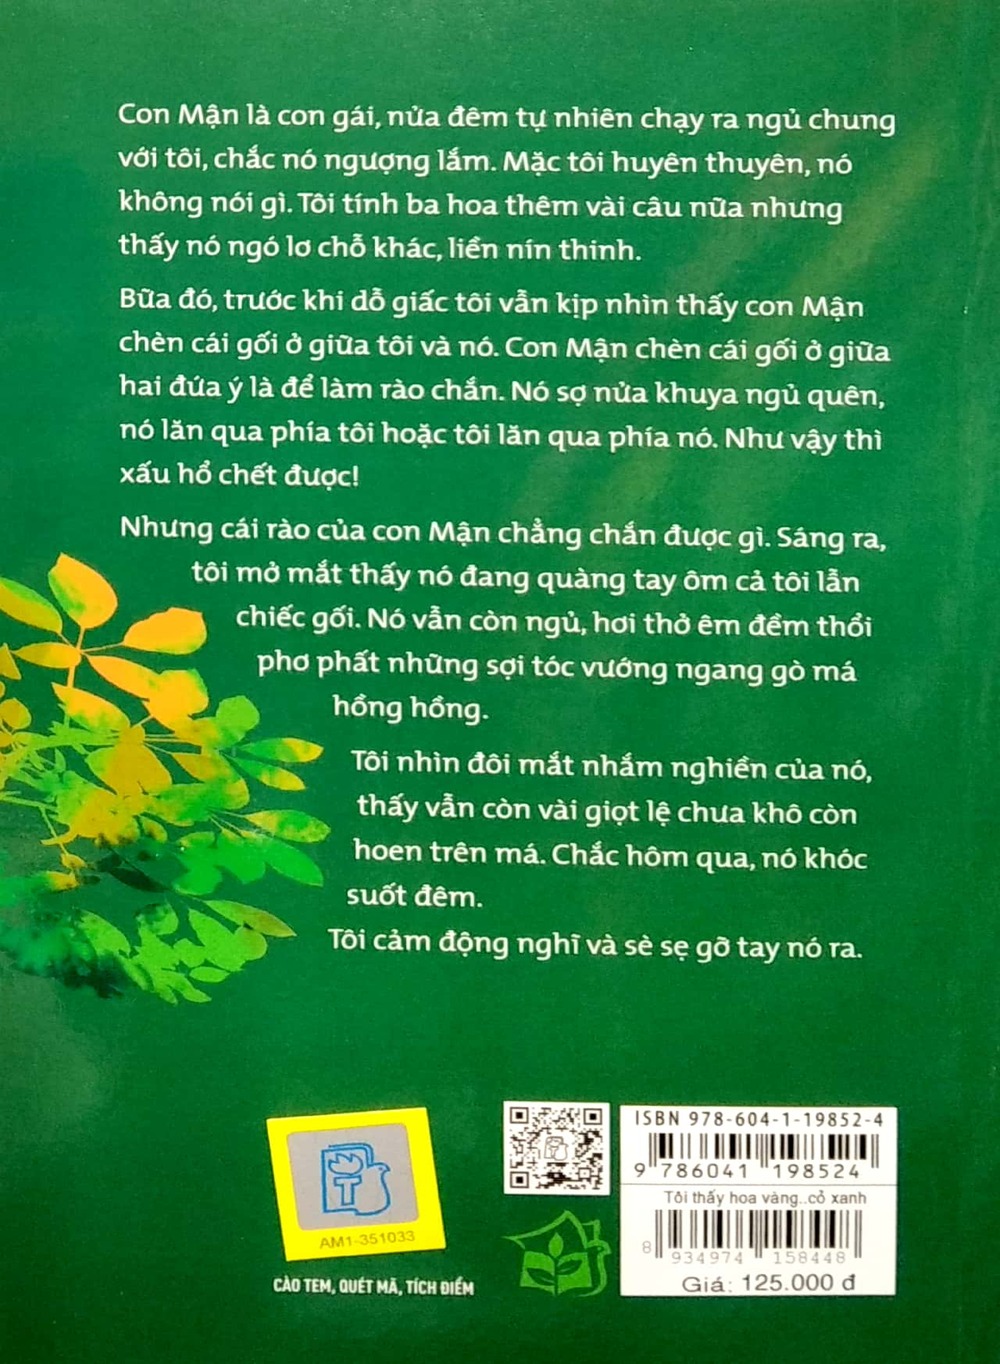 Con Mận là con gái, nửa đêm tự nhiên chạy ra ngủ chung
với tôi, chắc nó ngượng lắm. Mặc tôi huyên thuyên, nó
không nói gì. Tôi tính ba hoa thêm vài câu nữa nhưng
thấy nó ngó lơ chỗ khác, liền nín thinh.
Bữa đó, trước khi dỗ giấc tôi vẫn kịp nhìn thấy con Mận
chèn cái gối ở giữa tôi và nó. Con Mận chèn cái gối ở giữa
hai đứa ý là để làm rào chắn. Nó sợ nửa khuya ngủ quên,
nó lăn qua phía tôi hoặc tôi lăn qua phía nó. Như vậy thì
xấu hổ chết được!
Nhưng cái rào của con Mận chẳng chắn được gì. Sáng ra,
tôi mở mắt thấy nó đang quàng tay ôm cả tôi lẫn
chiếc gối. Nó vẫn còn ngủ, hơi thở êm đềm thổi
phơ phất những sợi tóc vướng ngang gò má
hồng hồng.
Tôi nhìn đôi mắt nhắm nghiền của nó,
thấy vẫn còn vài giọt lệ chưa khô còn
hoen trên má. Chắc hôm qua, nó khóc
suốt đêm.
Tôi cảm động nghĩ và sè sẹ gỡ tay nó ra.
T
AM1-351033
CÀO TEM, QUÉT MÃ, TÍCH ĐIỂM
ISBN 978-604-1-19852-4
9 786041 198524
Tôi thấy hoa vàng..cỏ xanh
8 934974 158448
Giá: 125.000 đ